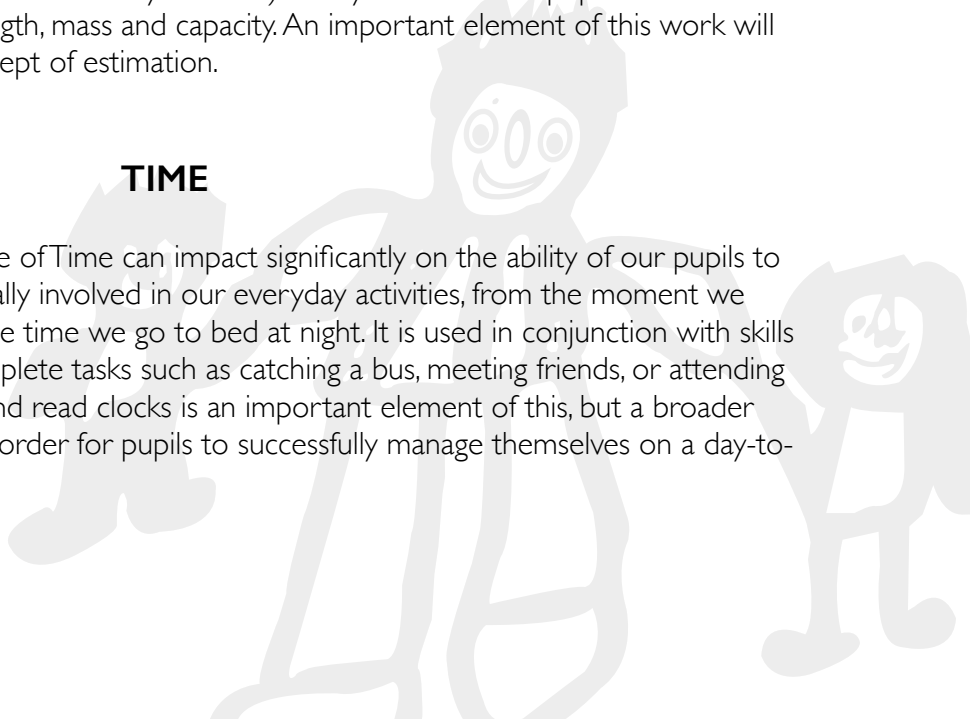 gth, mass and capacity. An important element of this work will
ept of estimation.
TIME
e of Time can impact significantly on the ability of our pupils to
ally involved in our everyday activities, from the moment we
e time we go to bed at night. It is used in conjunction with skills
plete tasks such as catching a bus, meeting friends, or attending
nd read clocks is an important element of this, but a broader
order for pupils to successfully manage themselves on a day-to-